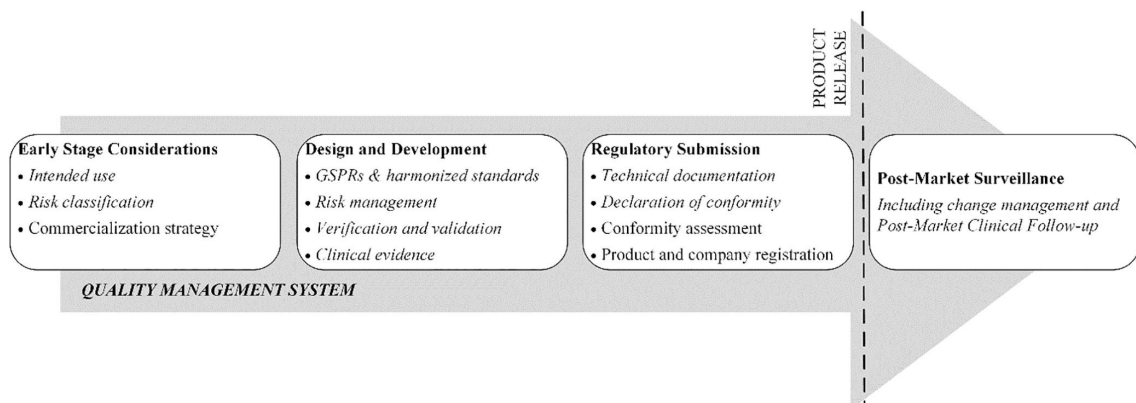 PRODUCT
RELEASE
Early Stage Considerations
• Intended use
• Risk classification
• Commercialization strategy
Design and Development
• GSPRs & harmonized standards
• Risk management
• Verification and validation
• Clinical evidence
Regulatory Submission
• Technical documentation
• Declaration of conformity
• Conformity assessment
• Product and company registration
Post-Market Surveillance
Including change management and
Post-Market Clinical Follow-up
QUALITY MANAGEMENT SYSTEM